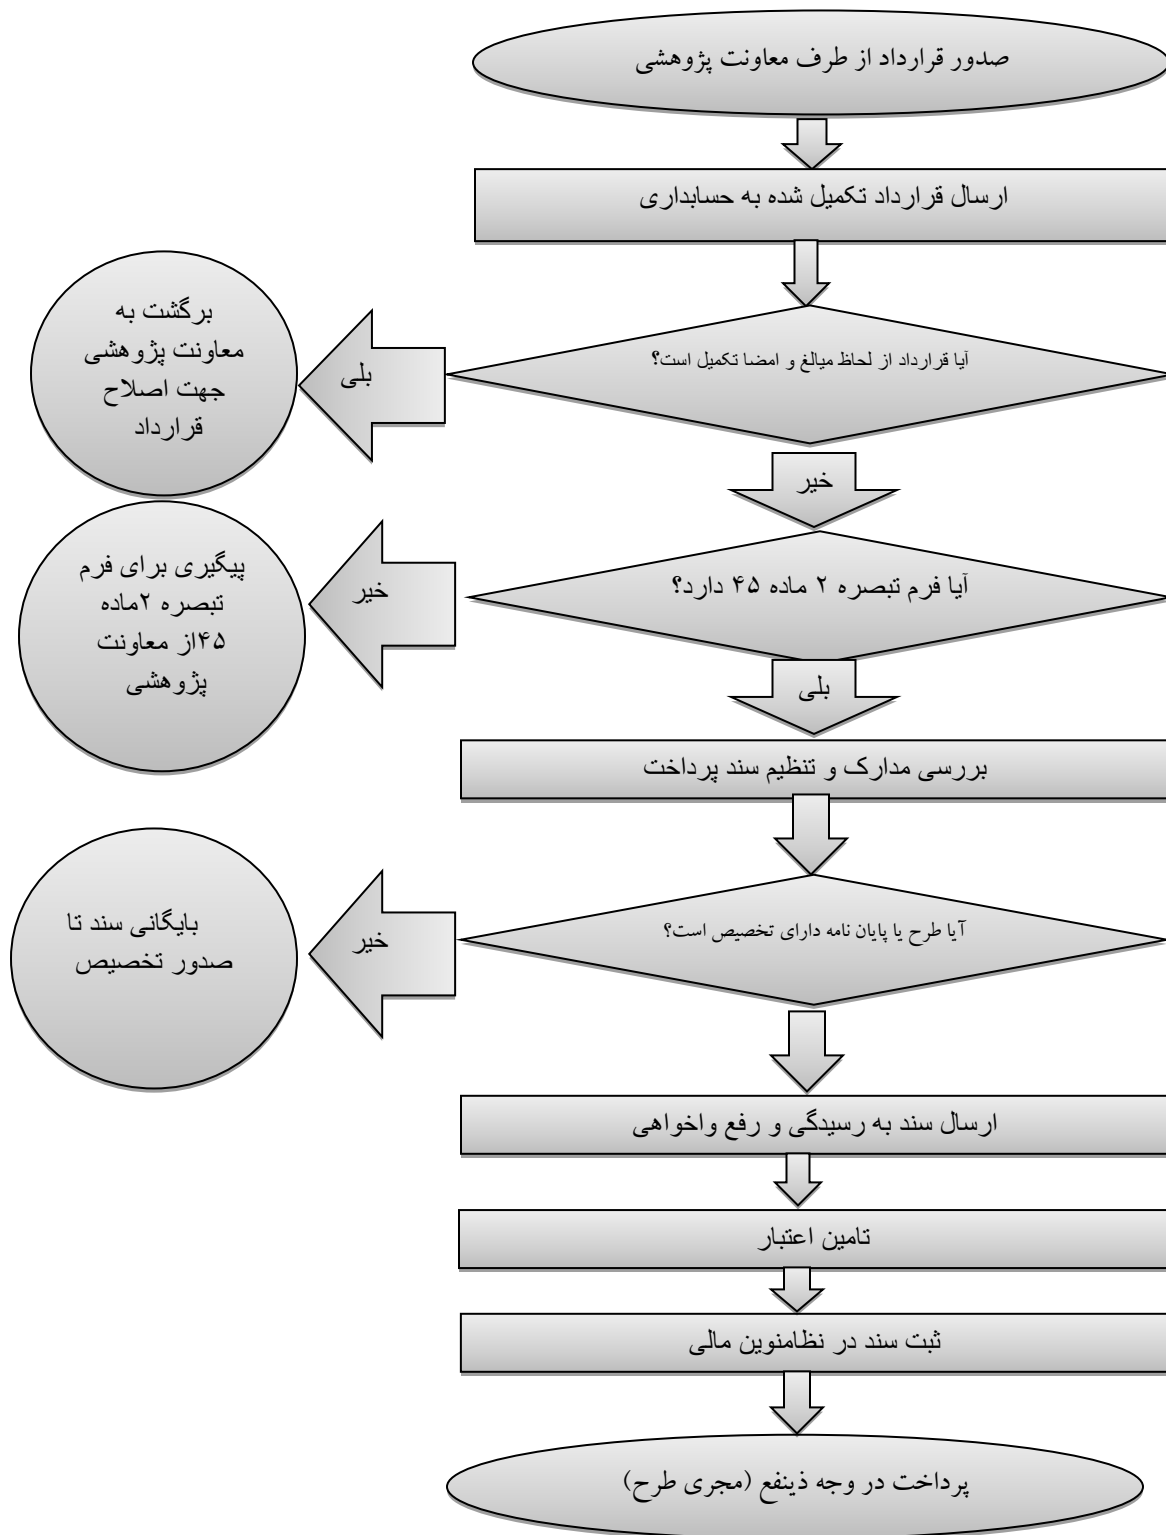 صدور قرارداد از طرف معاونت پژوهشی
ارسال قرارداد تکمیل شده به حسابداری
آیا قرارداد از لحاظ مبالغ و امضا تکمیل است؟
بلی
برگشت به
معاونت پژوهشی
جهت اصلاح
قرارداد
خیر
آیا فرم تبصره ۲ ماده ۴۵ دارد؟
خیر
پیگیری برای فرم
تبصره ۲ماده
۴۵از معاونت
پژوهشی
بلی
بررسی مدارک و تنظیم سند پرداخت
آیا طرح یا پایان نامه دارای تخصیص است؟
خیر
بایگانی سند تا
صدور تخصیص
ارسال سند به رسیدگی و رفع واخواهی
تامین اعتبار
ثبت سند در نظامنوین مالی
پرداخت در وجه ذینفع (مجری طرح)